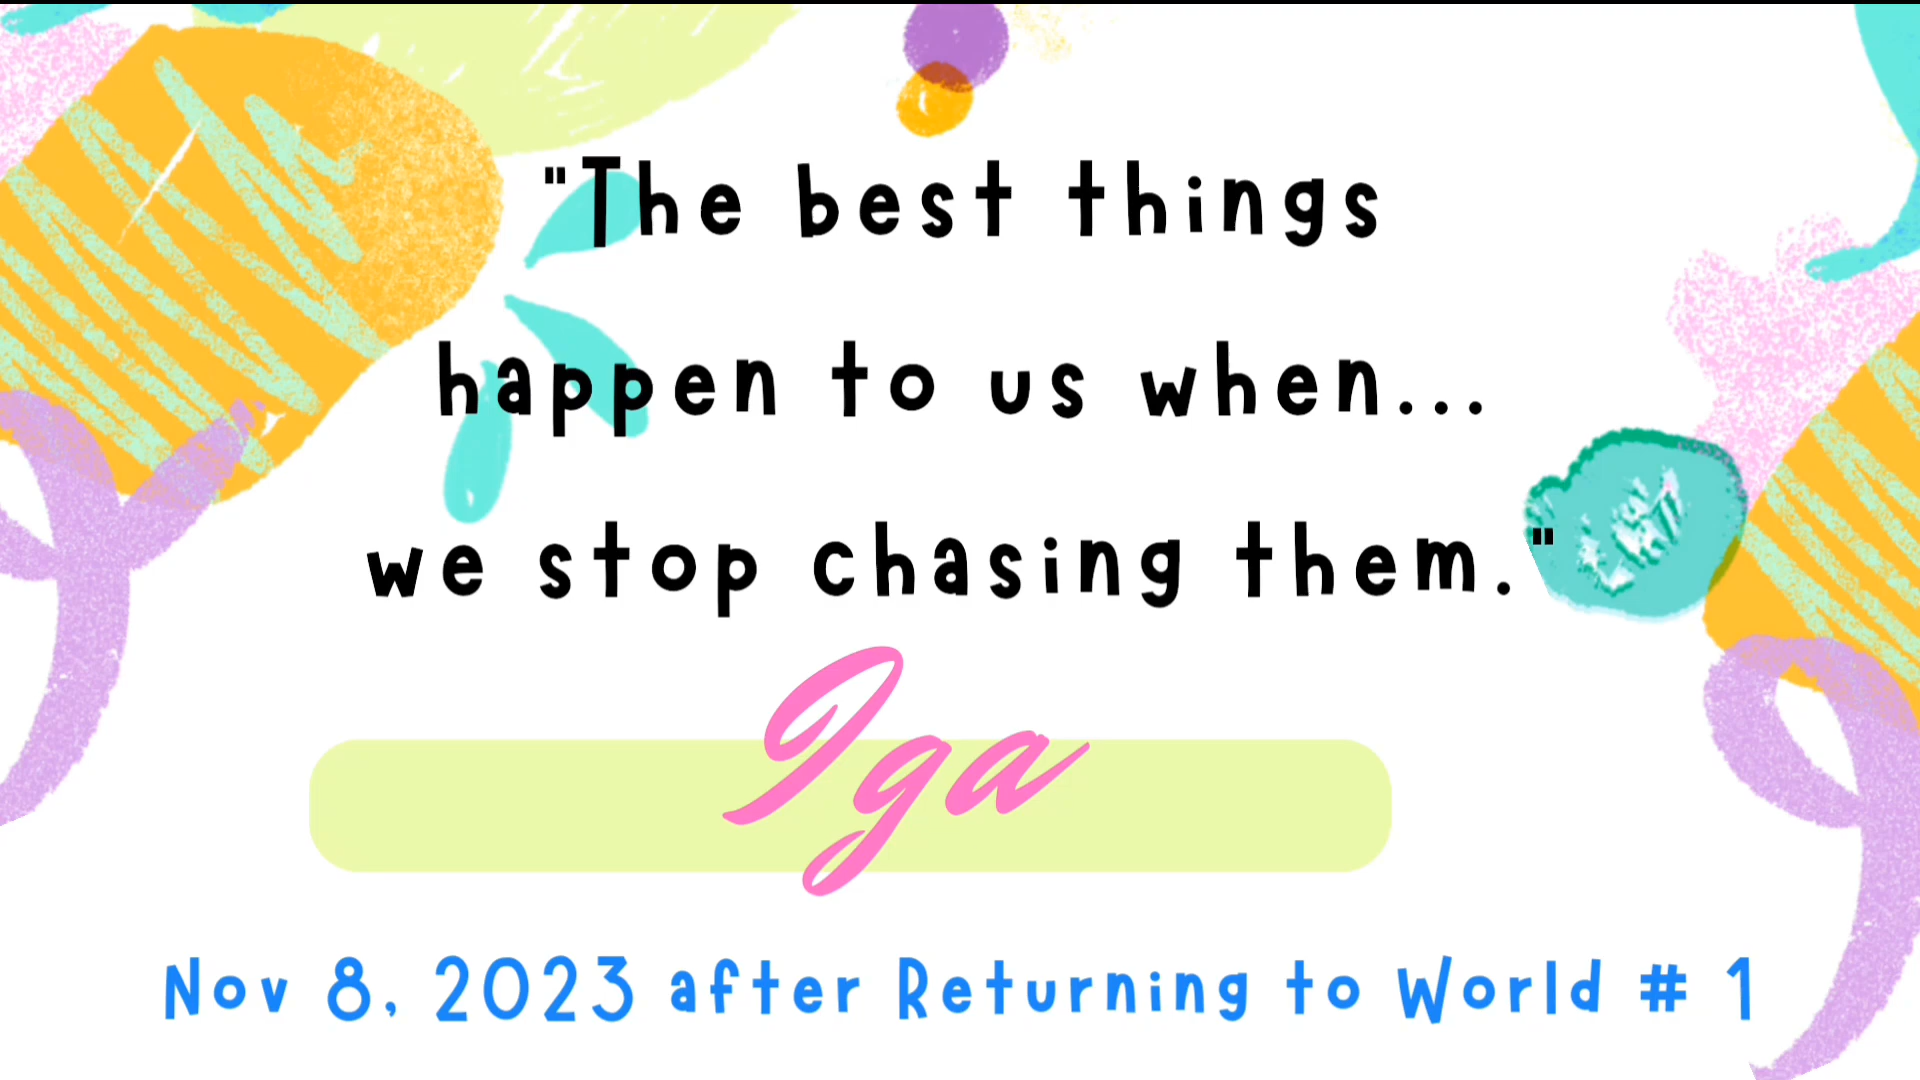 "The best things
happen to us when...
we stop chasing them."
Iga
Nov 8, 2023 after Returning to World # 1